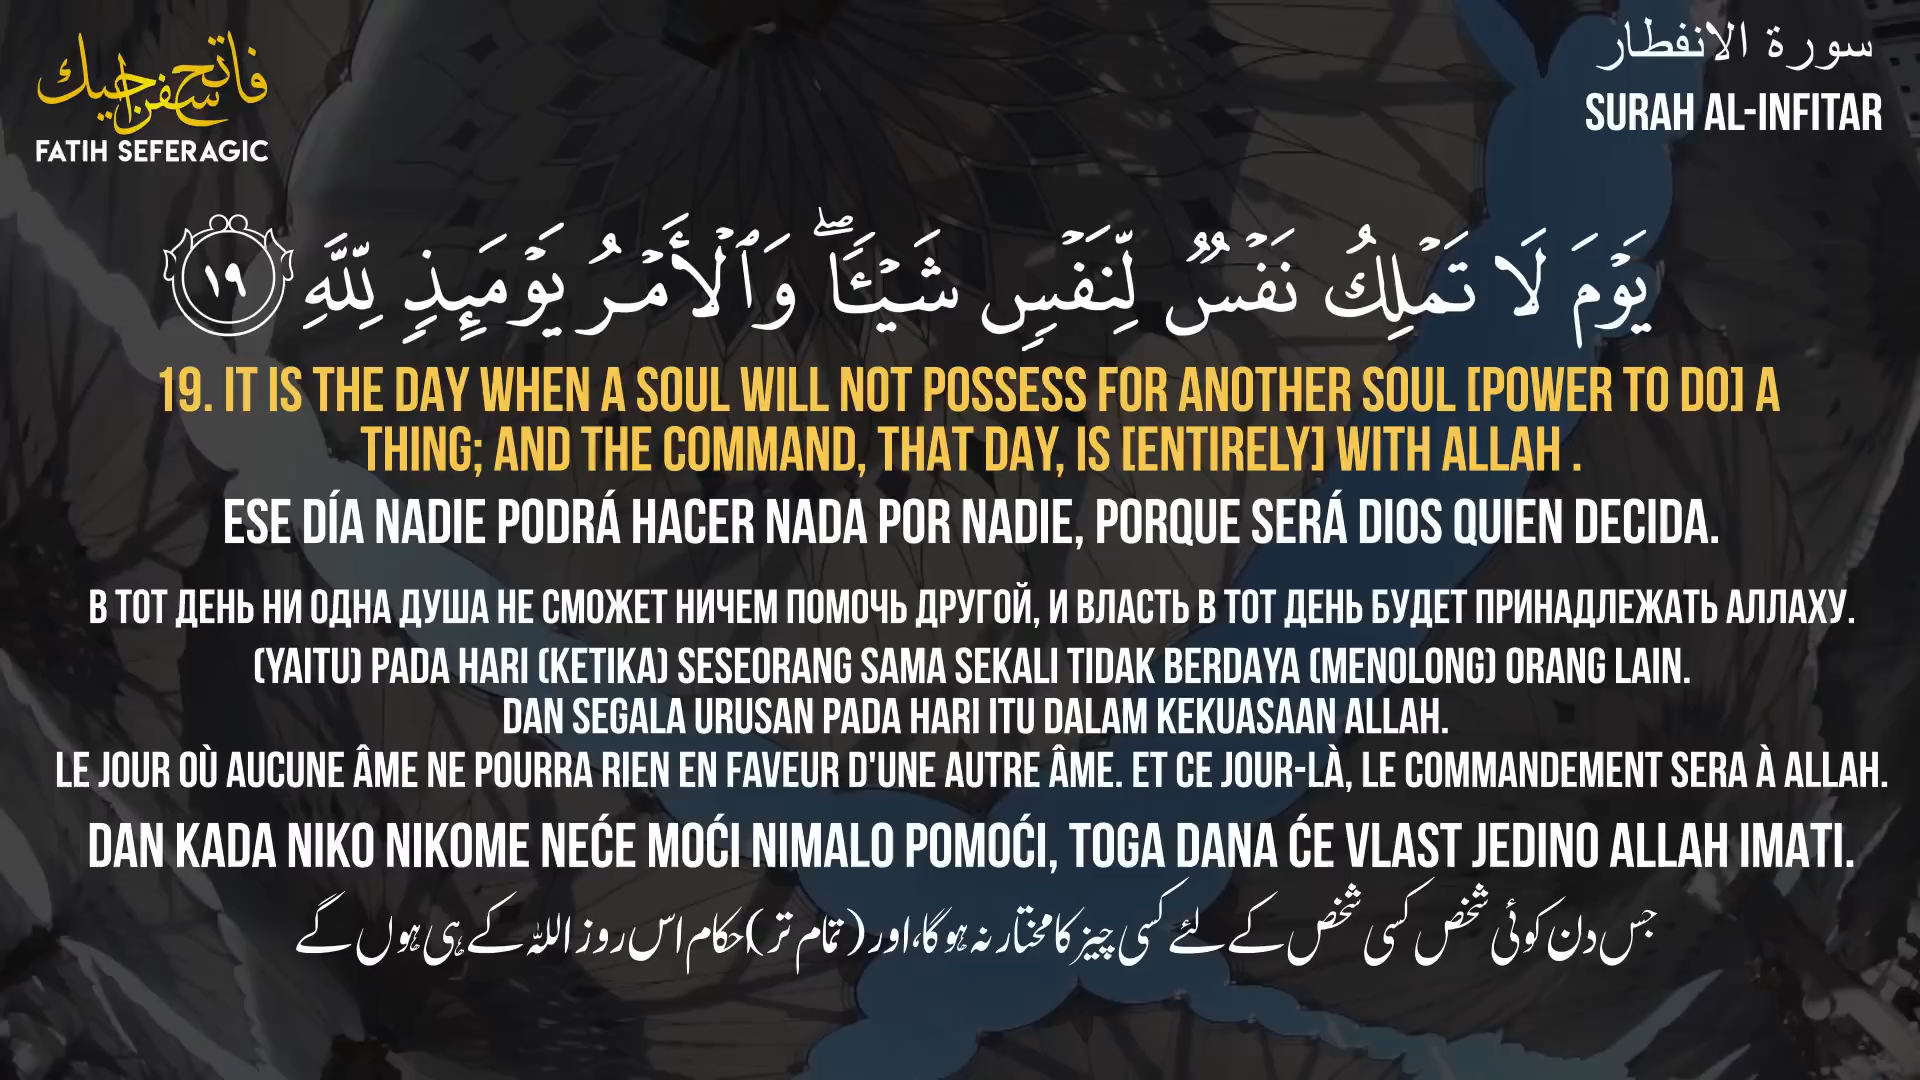 فاتح سفراجيك
FATIH SEFERAGIC
سورة الانفطار
SURAH AL-INFITAR
يَوْمَ لَا تَمْلِكُ نَفْسٌ لِّنَفْسٍ شَيْـًٔا ۖ وَٱلْأَمْرُ يَوْمَئِذٍ لِّلَّهِ ١٩
19. IT IS THE DAY WHEN A SOUL WILL NOT POSSESS FOR ANOTHER SOUL [POWER TO DO] A
THING; AND THE COMMAND, THAT DAY, IS [ENTIRELY] WITH ALLAH .
ESE DÍA NADIE PODRÁ HACER NADA POR NADIE, PORQUE SERÁ DIOS QUIEN DECIDA.
В ТОТ ДЕНЬ НИ ОДНА ДУША НЕ СМОЖЕТ НИЧЕМ ПОМОЧЬ ДРУГОЙ, И ВЛАСТЬ В ТОТ ДЕНЬ БУДЕТ ПРИНАДЛЕЖАТЬ АЛЛАХУ.
(YAITU) PADA HARI (KETIKA) SESEORANG SAMA SEKALI TIDAK BERDAYA (MENOLONG) ORANG LAIN.
DAN SEGALA URUSAN PADA HARI ITU DALAM KEKUASAAN ALLAH.
LE JOUR OÙ AUCUNE ÂME NE POURRA RIEN EN FAVEUR D'UNE AUTRE ÂME. ET CE JOUR-LÀ, LE COMMANDEMENT SERA À ALLAH.
DAN KADA NIKO NIKOME NEĆE MOĆI NIMALO POMOĆI, TOGA DANA ĆE VLAST JEDINO ALLAH IMATI.
جس دن کوئی شخص کسی شخص کے لئے کسی چیز کا مختار نہ ہوگا، اور (تمام تر)احکام اس روز اللہ کے ہی ہوں گے